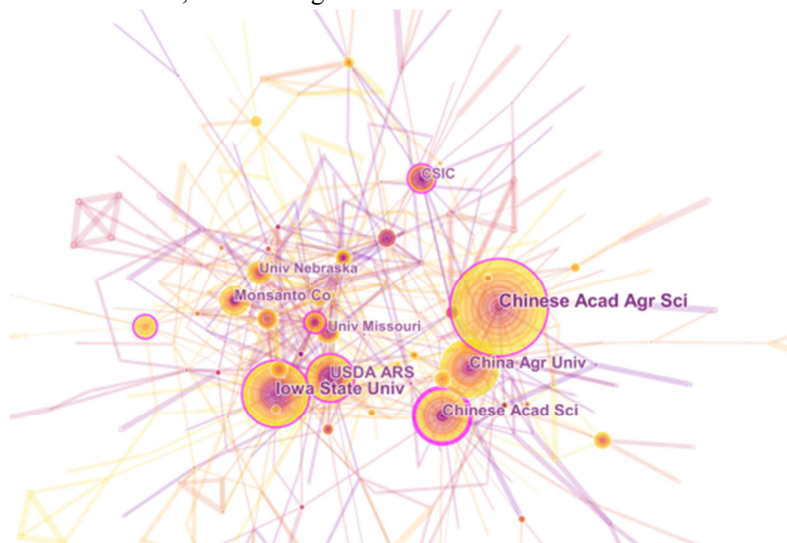 CSIC
Univ Nebraska
Monsanto Co
Chinese Acad Agr Sci
Univ Missouri
China Agr Univ
USDA ARS
Iowa State Univ
Chinese Acad Sci